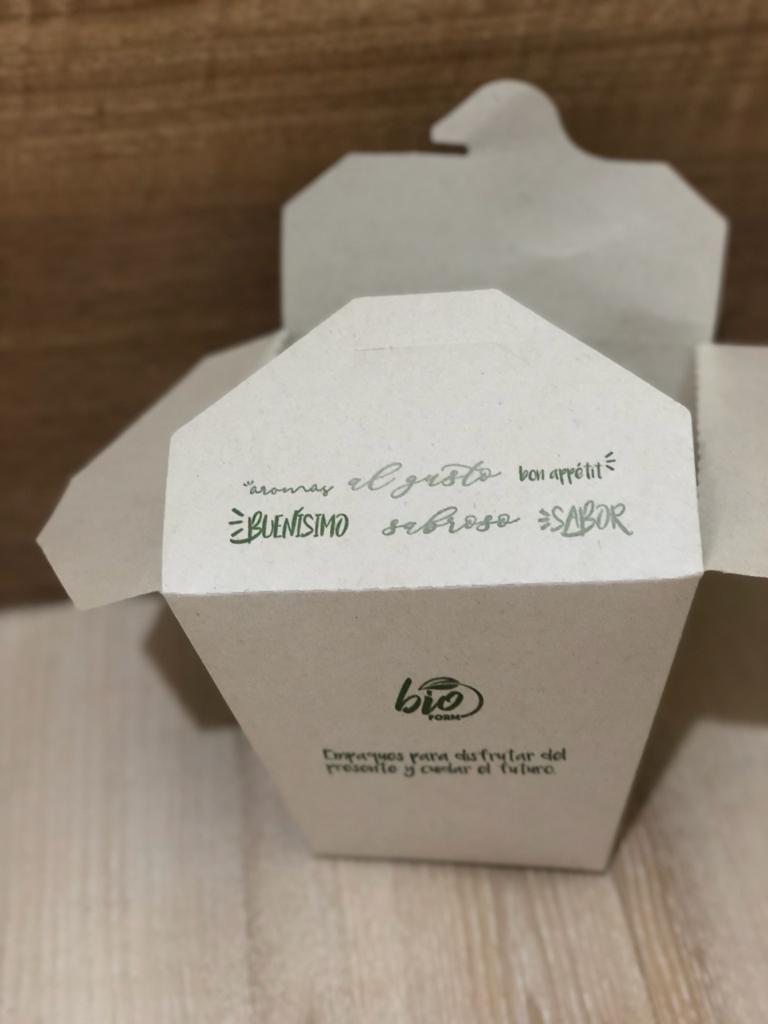 aromas al gusto bon appétit
BUENÍSIMO sabroso SABOR
bio
FORM
Empaques para disfrutar del
presente y cuidar el futuro.